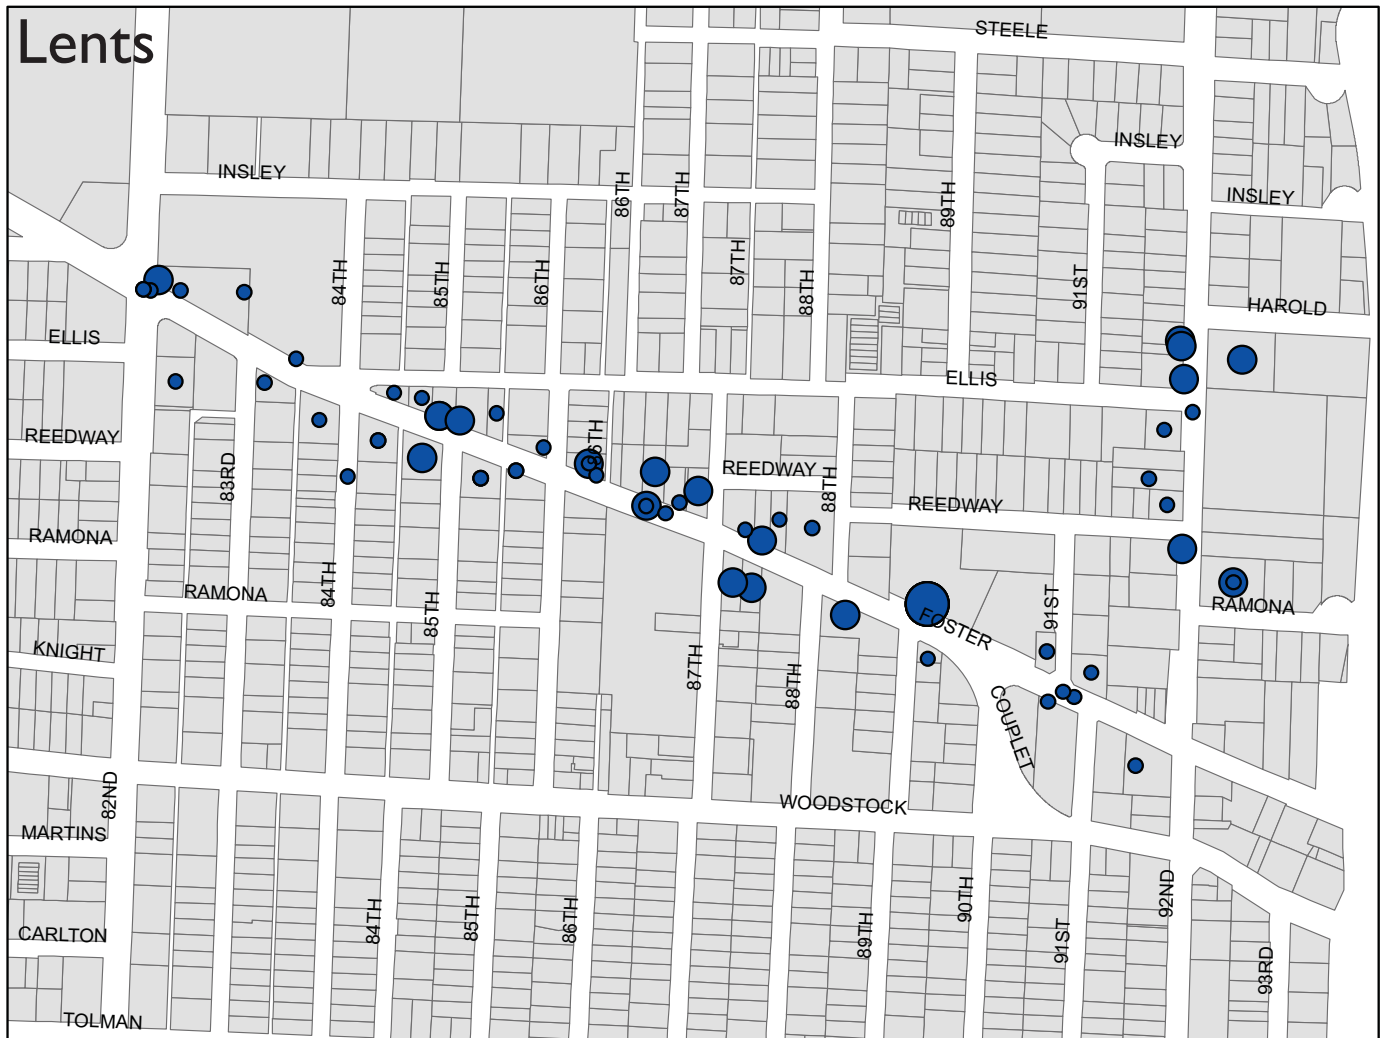 Lents
STEELE
INSLEY
INSLEY
INSLEY
86TH
87TH
89TH
84TH
85TH
86TH
87TH
88TH
91ST
HAROLD
ELLIS
ELLIS
REEDWAY
83RD
86TH
REEDWAY
88TH
REEDWAY
RAMONA
RAMONA
84TH
85TH
91ST
RAMONA
FOSTER
KNIGHT
87TH
88TH
COUPLET
82ND
WOODSTOCK
MARTINS
84TH
85TH
86TH
89TH
90TH
91ST
92ND
93RD
CARLTON
TOLMAN